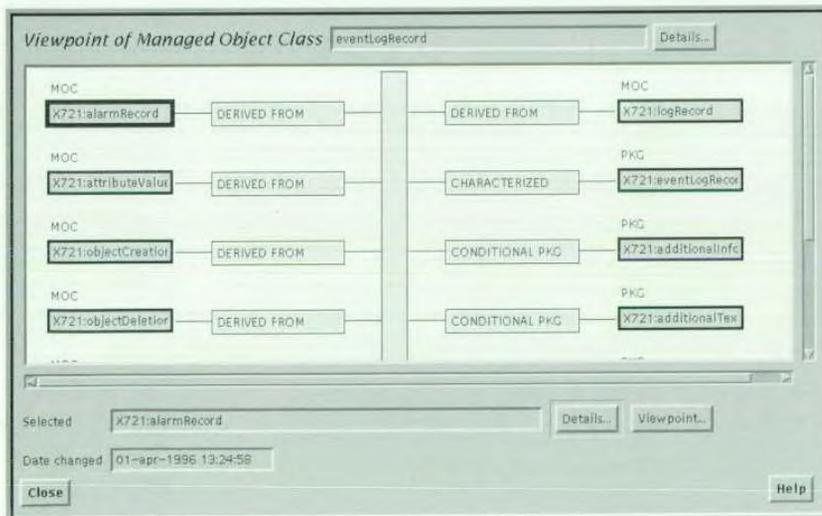 Viewpoint of Managed Object Class eventLogRecord Details...
MOC MOC
X721:alarmRecord DERIVED FROM DERIVED FROM X721:logRecord
MOC PKG
X721:attributeValu DERIVED FROM CHARACTERIZED X721:eventLogRecor
MOC PKG
X721:objectCreation DERIVED FROM CONDITIONAL PKG X721:additionalInfo
MOC PKG
X721:objectDeletion DERIVED FROM CONDITIONAL PKG X721:additionalTex
Selected X721:alarmRecord Details... Viewpoint...
Date changed 01-apr-1996 13:24:58
Close Help